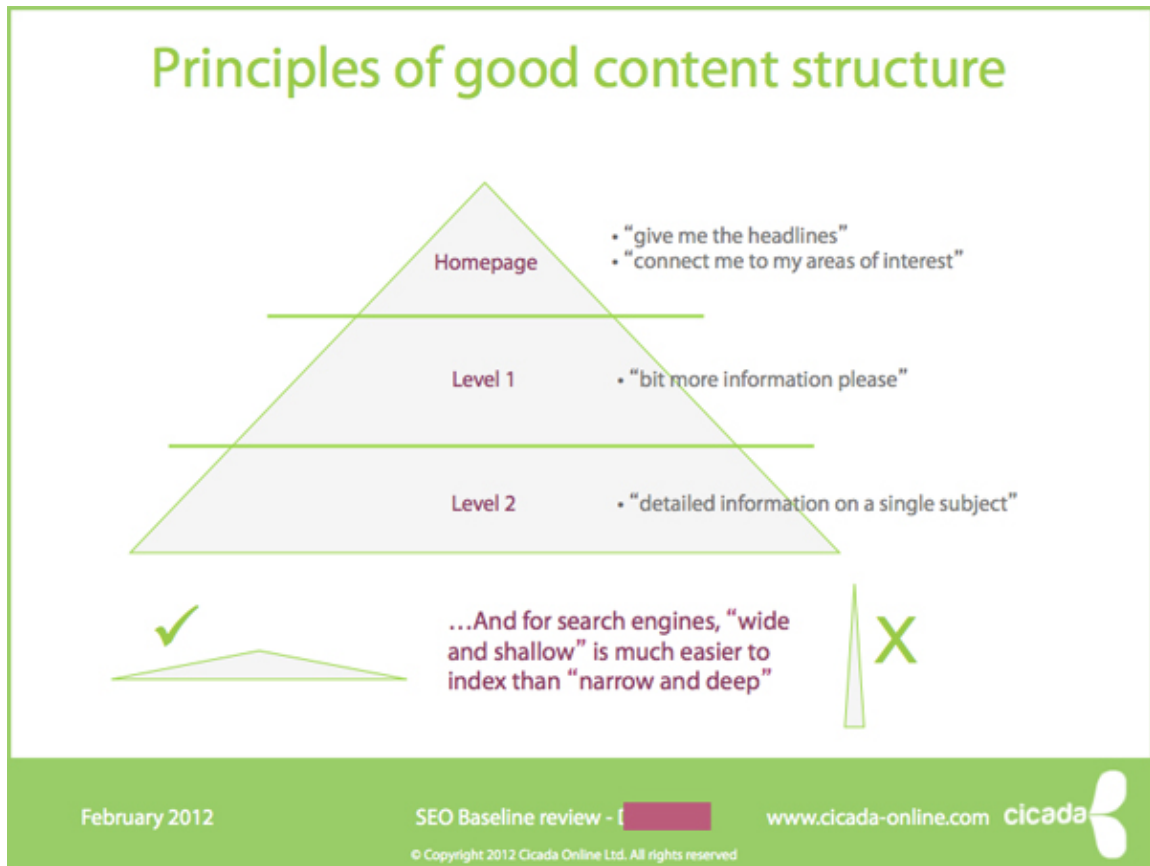 Principles of good content structure
Homepage
• “give me the headlines”
• “connect me to my areas of interest”
Level 1
• “bit more information please”
Level 2
• “detailed information on a single subject”
✓
…And for search engines, “wide
and shallow” is much easier to
index than “narrow and deep”
X
February 2012
SEO Baseline review -
www.cicada-online.com
cicada
© Copyright 2012 Cicada Online Ltd. All rights reserved